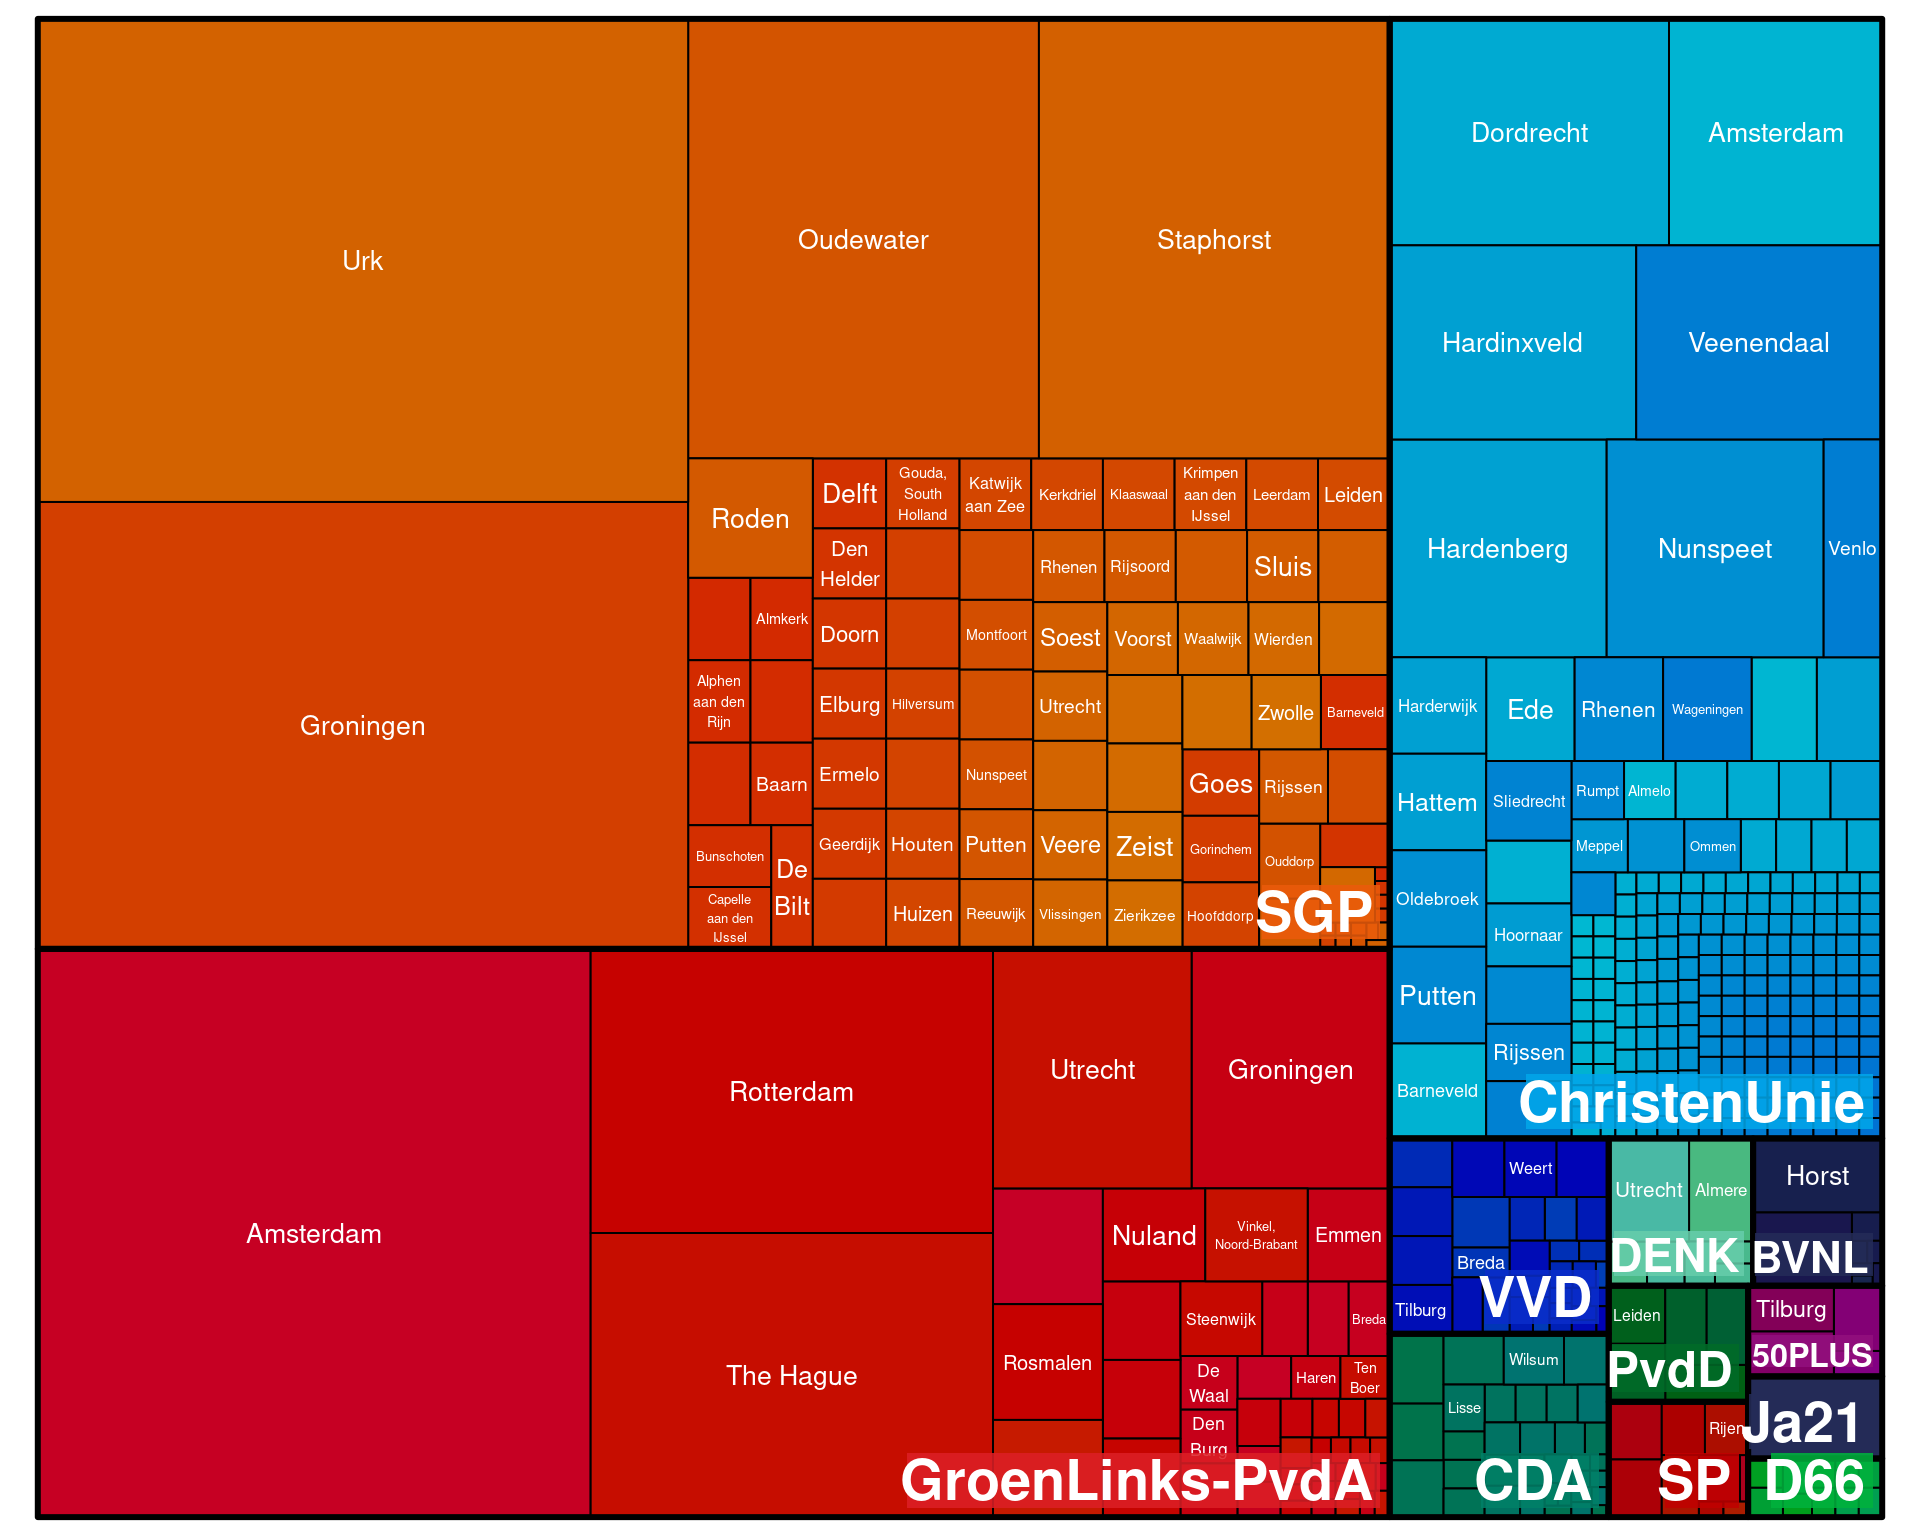 Urk
Oudewater
Staphorst
Groningen
Roden
Delft
Gouda,
South
Holland
Katwijk
aan Zee
Kerkdriel
Klaaswaal
Krimpen
aan den
IJssel
Leerdam
Leiden
Den
Helder
Rhenen
Rijsoord
Sluis
Almkerk
Doorn
Montfoort
Soest
Voorst
Waalwijk
Wierden
Alphen
aan den
Rijn
Elburg
Hilversum
Utrecht
Zwolle
Barneveld
Baarn
Ermelo
Nunspeet
Goes
Rijssen
Bunschoten
De
Bilt
Geerdijk
Houten
Putten
Veere
Zeist
Gorinchem
Ouddorp
Capelle
aan den
IJssel
Huizen
Reeuwijk
Vlissingen
Zierikzee
Hoofddorp
SGP
Amsterdam
Rotterdam
The Hague
Utrecht
Groningen
Nuland
Vinkel,
Noord-Brabant
Emmen
Rosmalen
Steenwijk
Breda
De
Waal
Haren
Ten
Boer
Den
Burg
GroenLinks-PvdA
Dordrecht
Amsterdam
Hardinxveld
Veenendaal
Hardenberg
Nunspeet
Venlo
Harderwijk
Ede
Rhenen
Wageningen
Hattem
Sliedrecht
Rumpt
Almelo
Meppel
Ommen
Oldebroek
Hoornaar
Putten
Rijssen
Barneveld
ChristenUnie
Weert
Breda
Tilburg
VVD
Utrecht
Almere
DENK
Horst
BVNL
Leiden
PvdD
Tilburg
50PLUS
Wilsum
Lisse
CDA
Rijen
SP
Ja21
D66